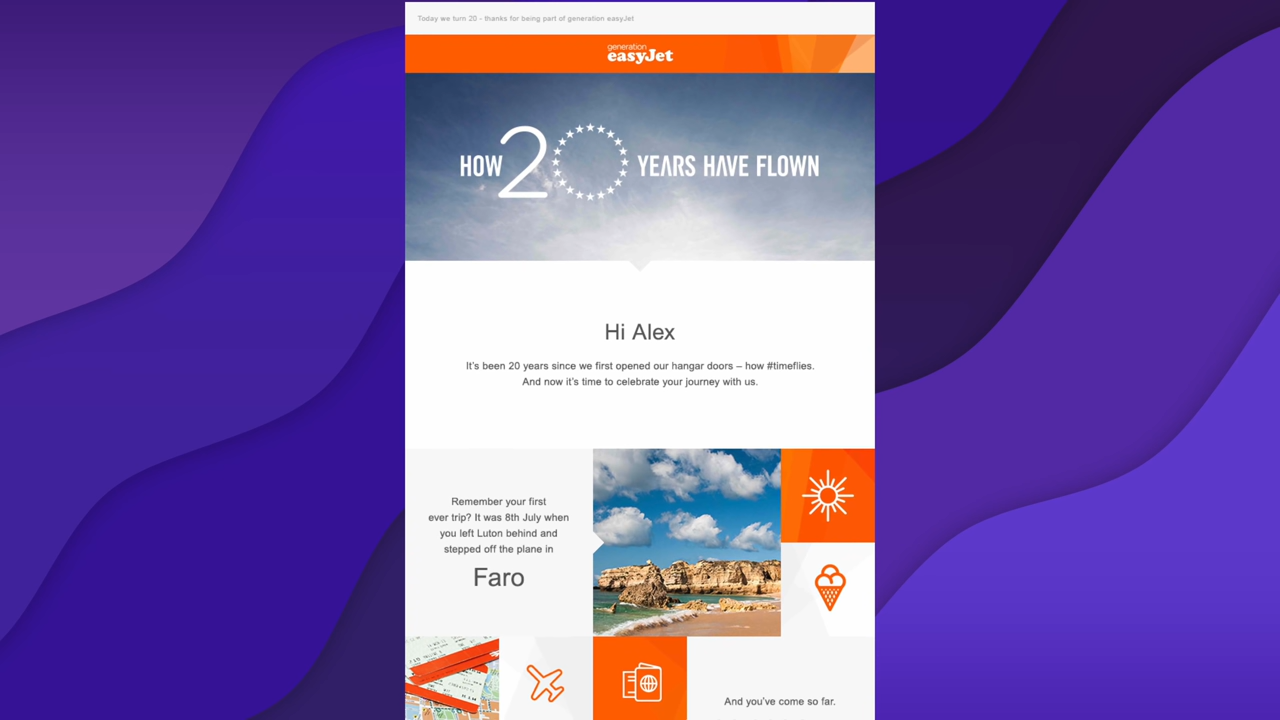 Today we turn 20 - thanks for being part of generation easyJet
generation
easyJet
HOW 20 YEARS HAVE FLOWN
Hi Alex
It's been 20 years since we first opened our hangar doors – how #timeflies.
And now it's time to celebrate your journey with us.
Remember your first
ever trip? It was 8th July when
you left Luton behind and
stepped off the plane in
Faro
And you've come so far.